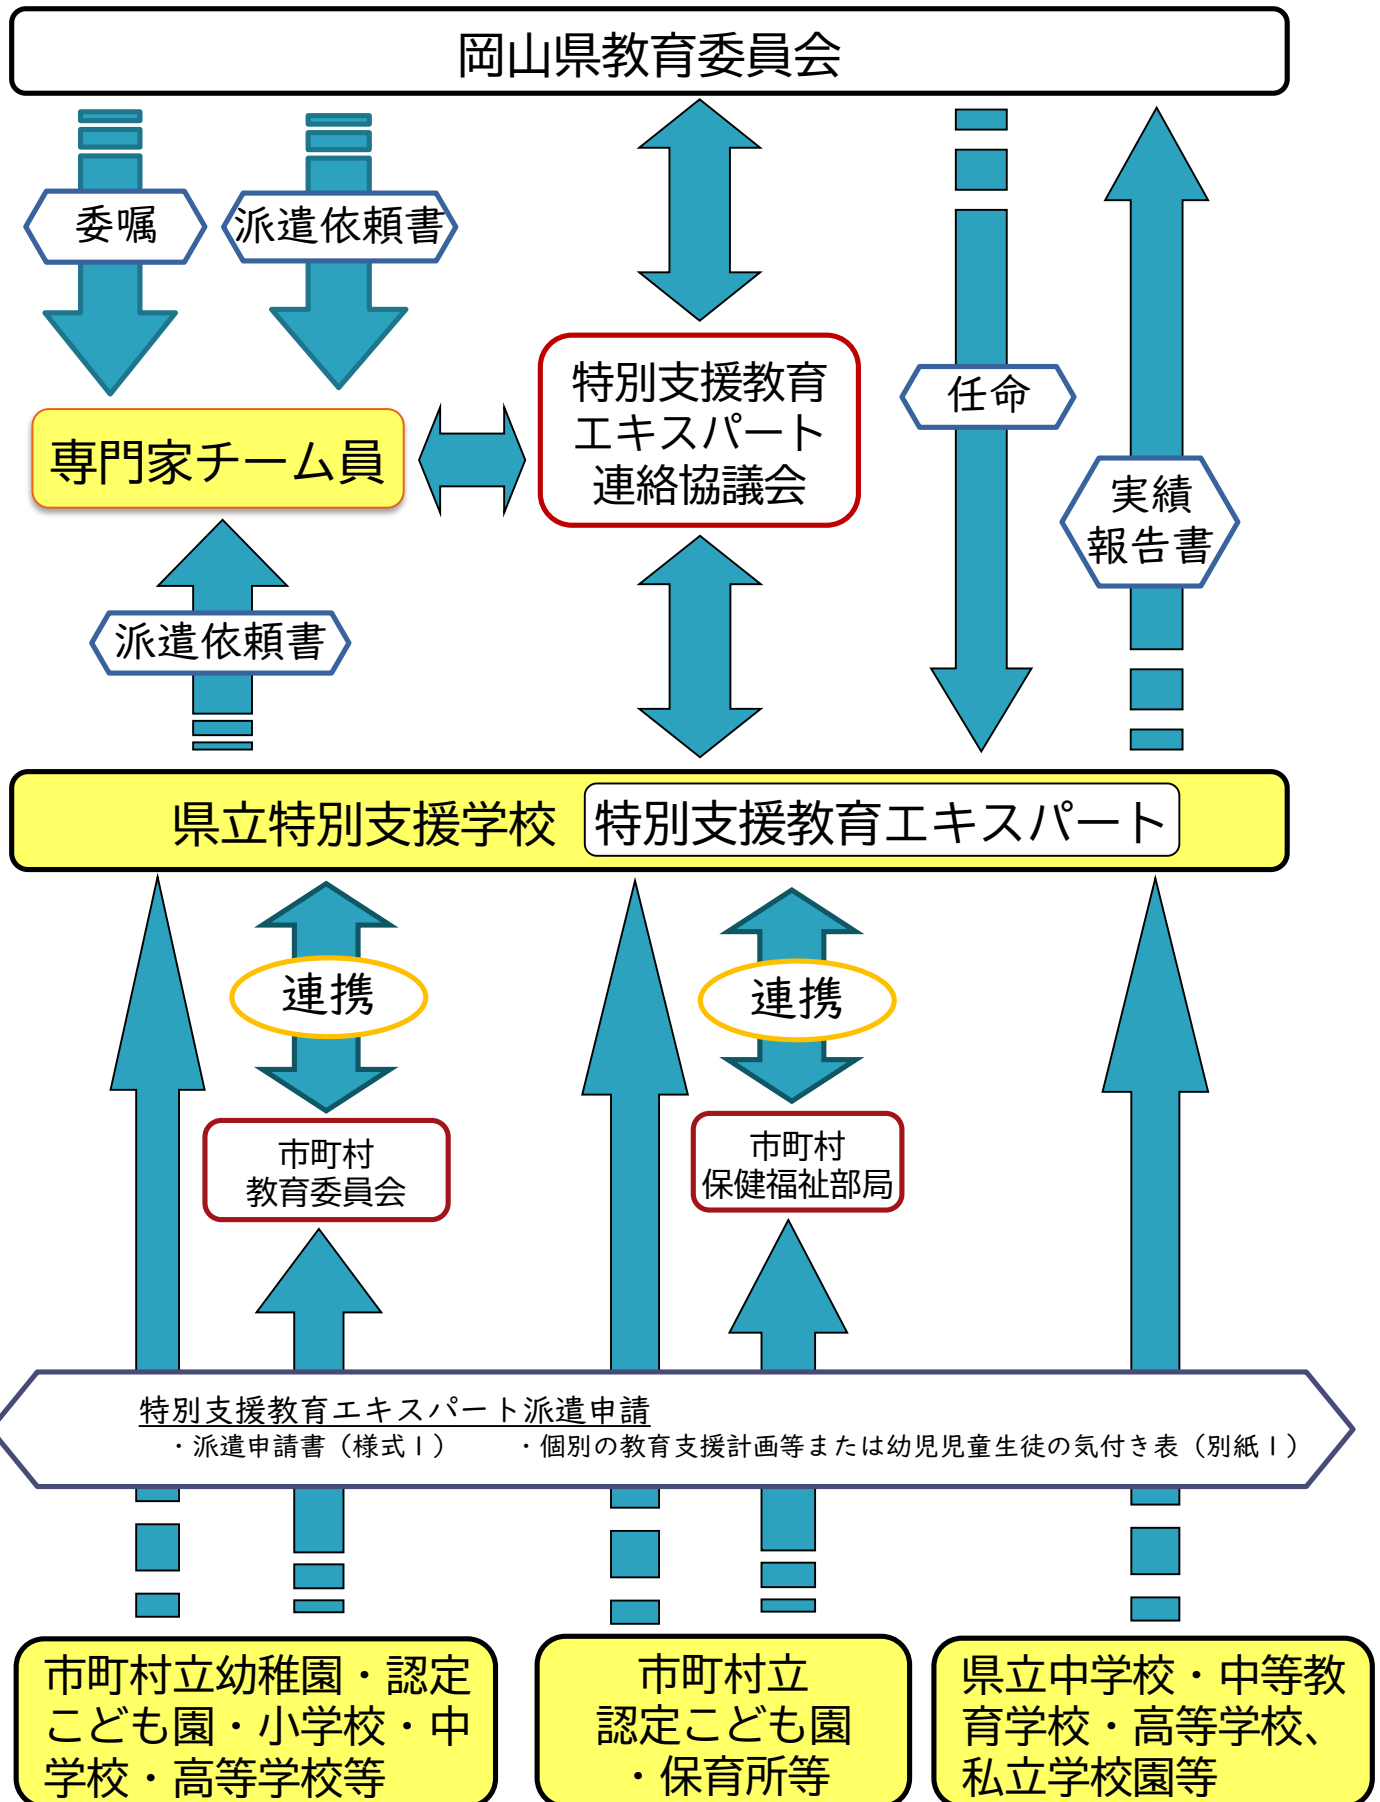 岡山県教育委員会
委嘱
派遣依頼書
任命
特別支援教育
エキスパート
連絡協議会
専門家チーム員
実績
報告書
派遣依頼書
県立特別支援学校
特別支援教育エキスパート
連携
連携
市町村
教育委員会
市町村
保健福祉部局
特別支援教育エキスパート派遣申請
・派遣申請書（様式１） ・個別の教育支援計画等または幼児児童生徒の気付き表（別紙１）
市町村立幼稚園・認定
こども園・小学校・中
学校・高等学校等
市町村立
認定こども園
・保育所等
県立中学校・中等教
育学校・高等学校、
私立学校園等